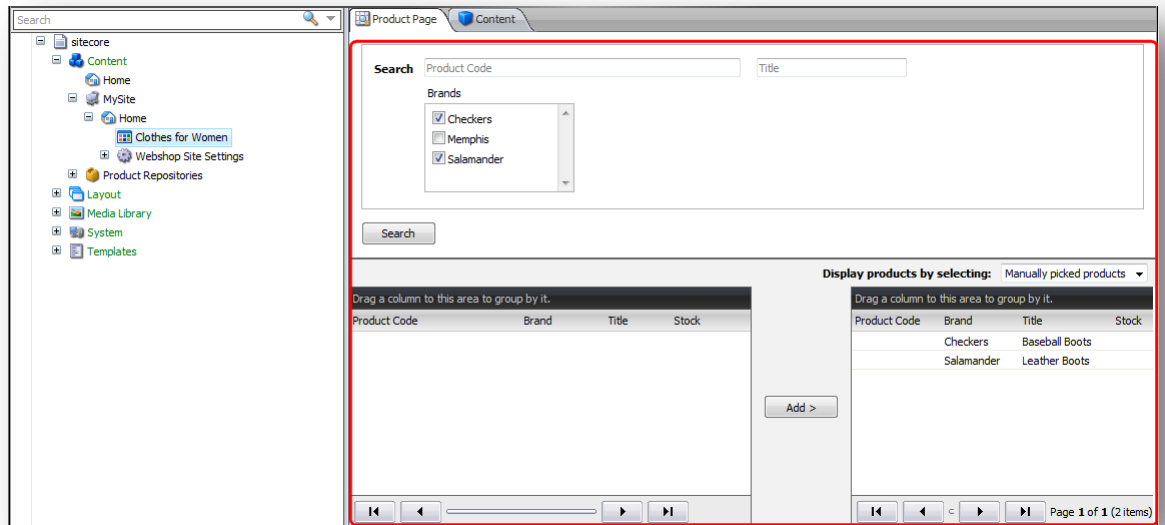 Search
sitecore
Content
Home
MySite
Home
Clothes for Women
Webshop Site Settings
Product Repositories
Layout
Media Library
System
Templates
Product Page Content
Search Product Code Title
Brands
Checkers
Memphis
Salamander
Search
Display products by selecting: Manually picked products
Drag a column to this area to group by it.
Product Code Brand Title Stock
Add >
Drag a column to this area to group by it.
Product Code Brand Title Stock
Checkers Baseball Boots
Salamander Leather Boots
Page 1 of 1 (2 items)